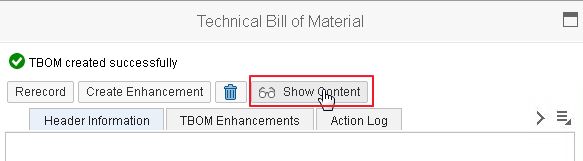 Technical Bill of Material
TBOM created successfully
Rerecord Create Enhancement Show Content
Header Information TBOM Enhancements Action Log